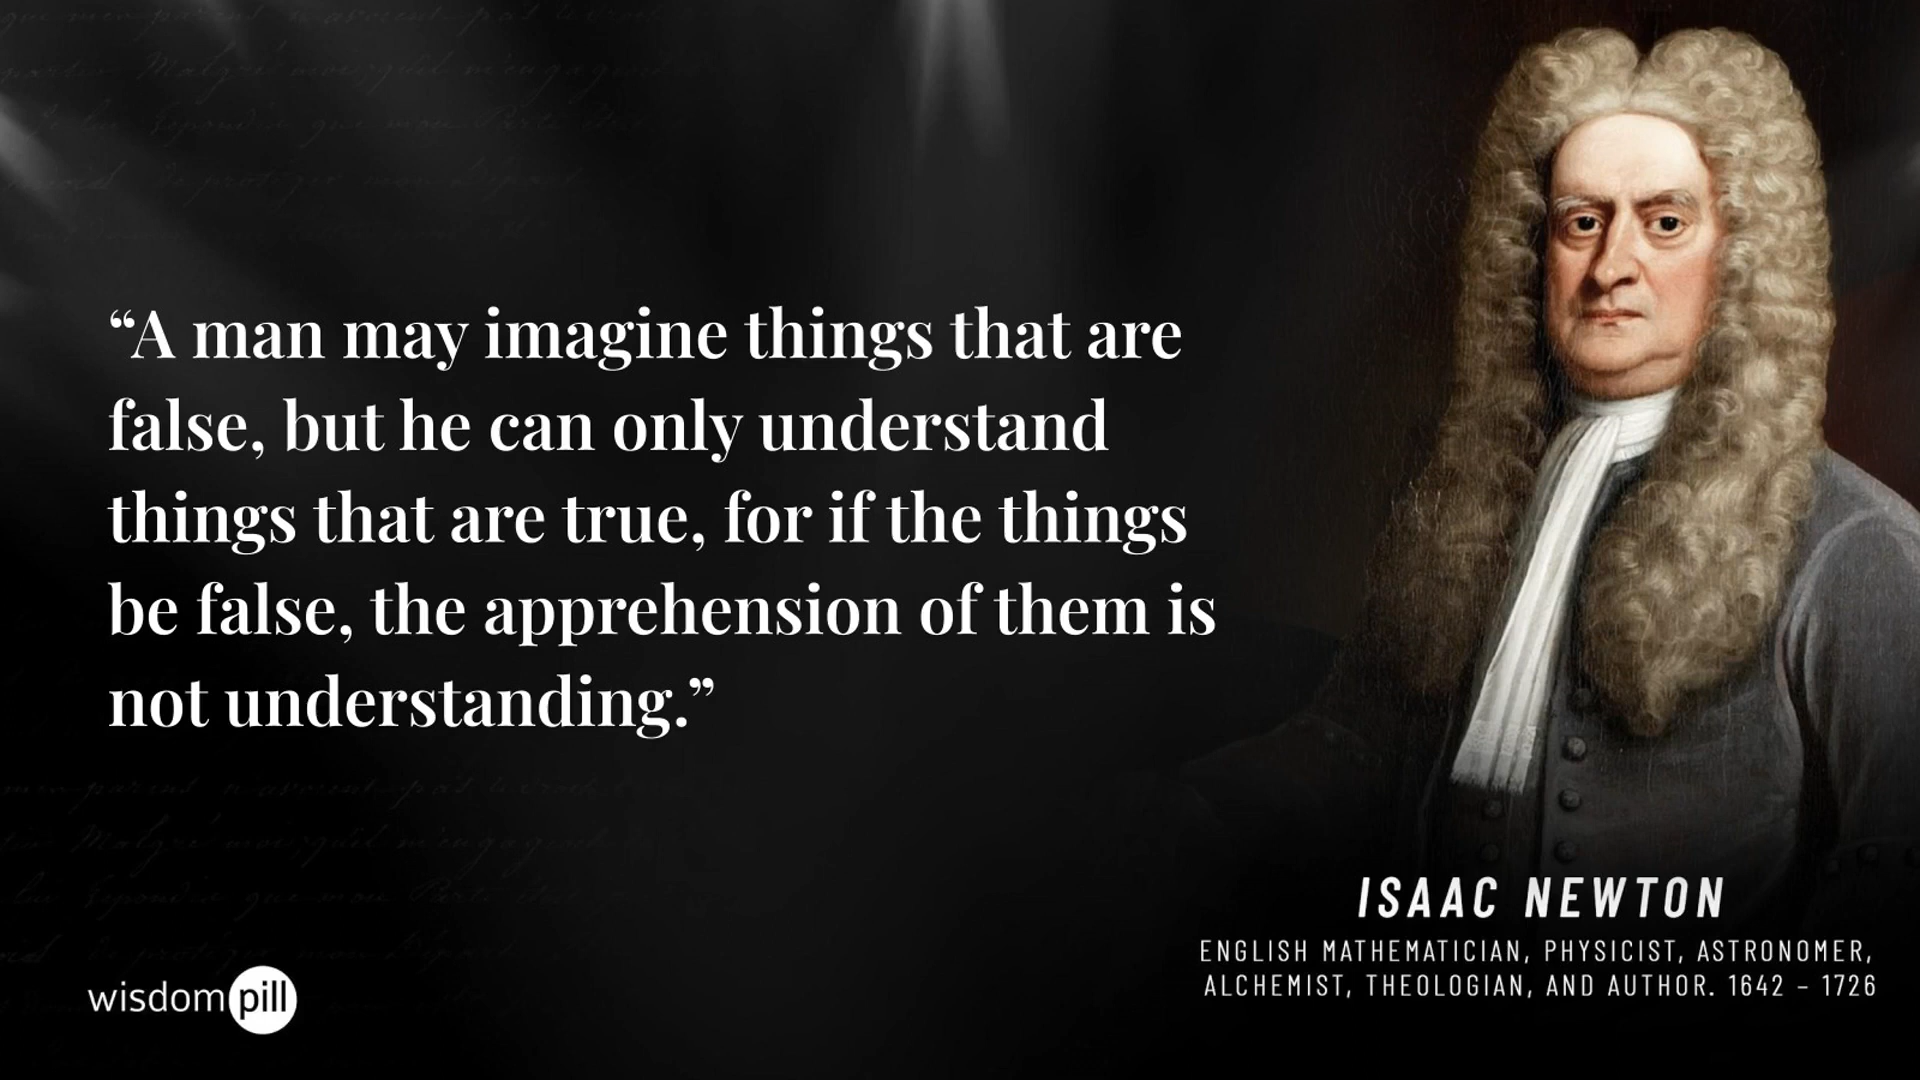 “A man may imagine things that are
false, but he can only understand
things that are true, for if the things
be false, the apprehension of them is
not understanding.”
ISAAC NEWTON
ENGLISH MATHEMATICIAN, PHYSICIST, ASTRONOMER,
ALCHEMIST, THEOLOGIAN, AND AUTHOR. 1642 – 1726
wisdom pill